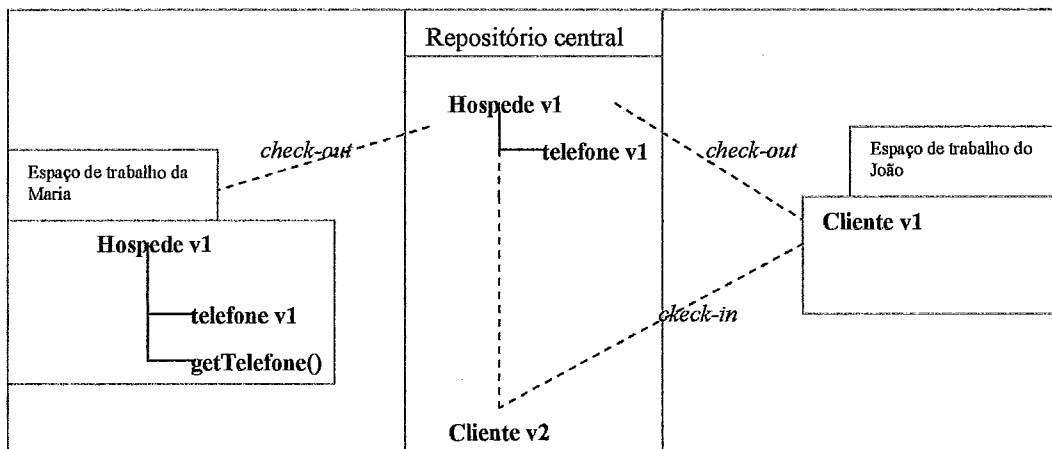 Repositório central
Hospede v1
telefone v1
check-out
check-out
Espaço de trabalho da
Maria
Hospede v1
telefone v1
getTelefone()
Espaço de trabalho do
João
Cliente v1
ckeck-in
Cliente v2